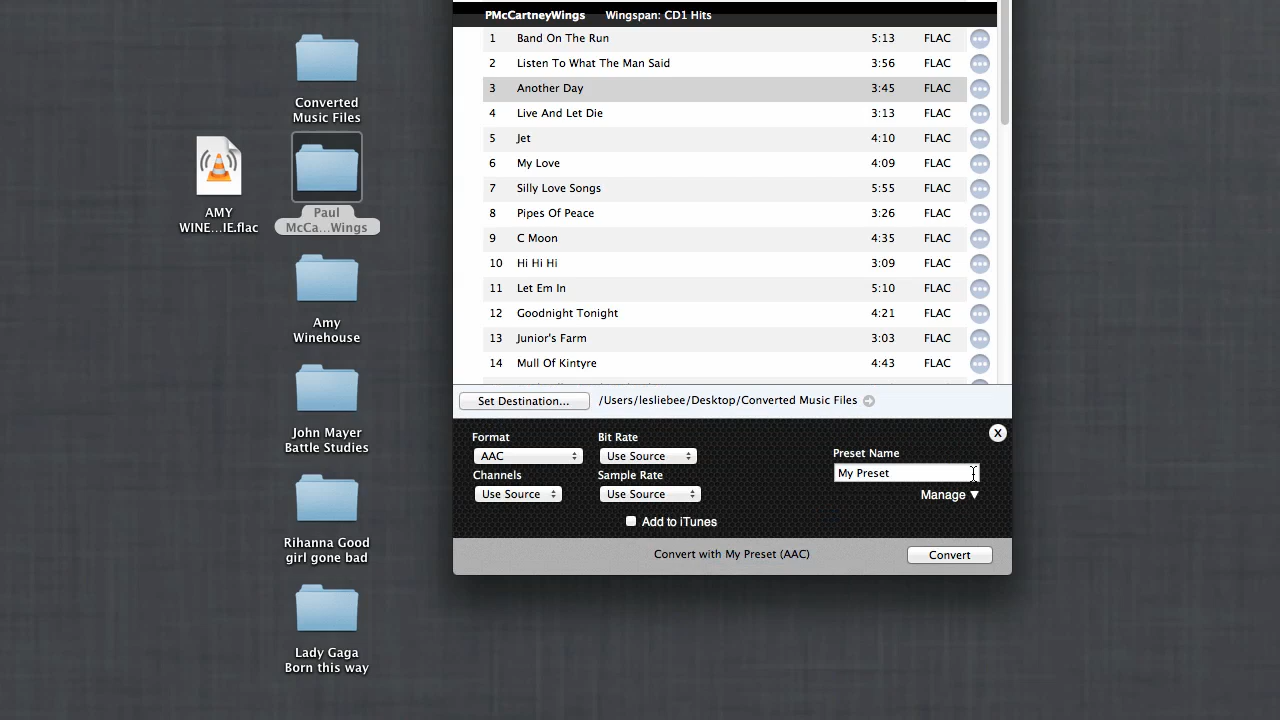 Converted
Music Files
AMY
WINE...IE.flac
Paul
McCa...Wings
Amy
Winehouse
John Mayer
Battle Studies
Rihanna Good
girl gone bad
Lady Gaga
Born this way
PMcCartneyWings Wingspan: CD1 Hits
1 Band On The Run 5:13 FLAC
2 Listen To What The Man Said 3:56 FLAC
3 Another Day 3:45 FLAC
4 Live And Let Die 3:13 FLAC
5 Jet 4:10 FLAC
6 My Love 4:09 FLAC
7 Silly Love Songs 5:55 FLAC
8 Pipes Of Peace 3:26 FLAC
9 C Moon 4:35 FLAC
10 Hi Hi Hi 3:09 FLAC
11 Let Em In 5:10 FLAC
12 Goodnight Tonight 4:21 FLAC
13 Junior's Farm 3:03 FLAC
14 Mull Of Kintyre 4:43 FLAC
Set Destination... /Users/lesliebee/Desktop/Converted Music Files
Format Bit Rate
AAC Use Source
Channels Sample Rate
Use Source Use Source
Preset Name
My Preset
Manage ▼
Add to iTunes
Convert with My Preset (AAC) Convert